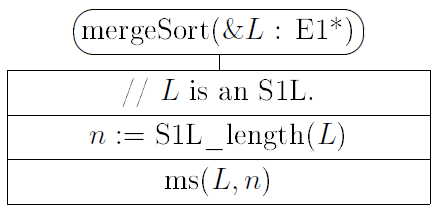 mergeSort(&L : E1*)
// L is an S1L.
n := S1L_length(L)
ms(L, n)